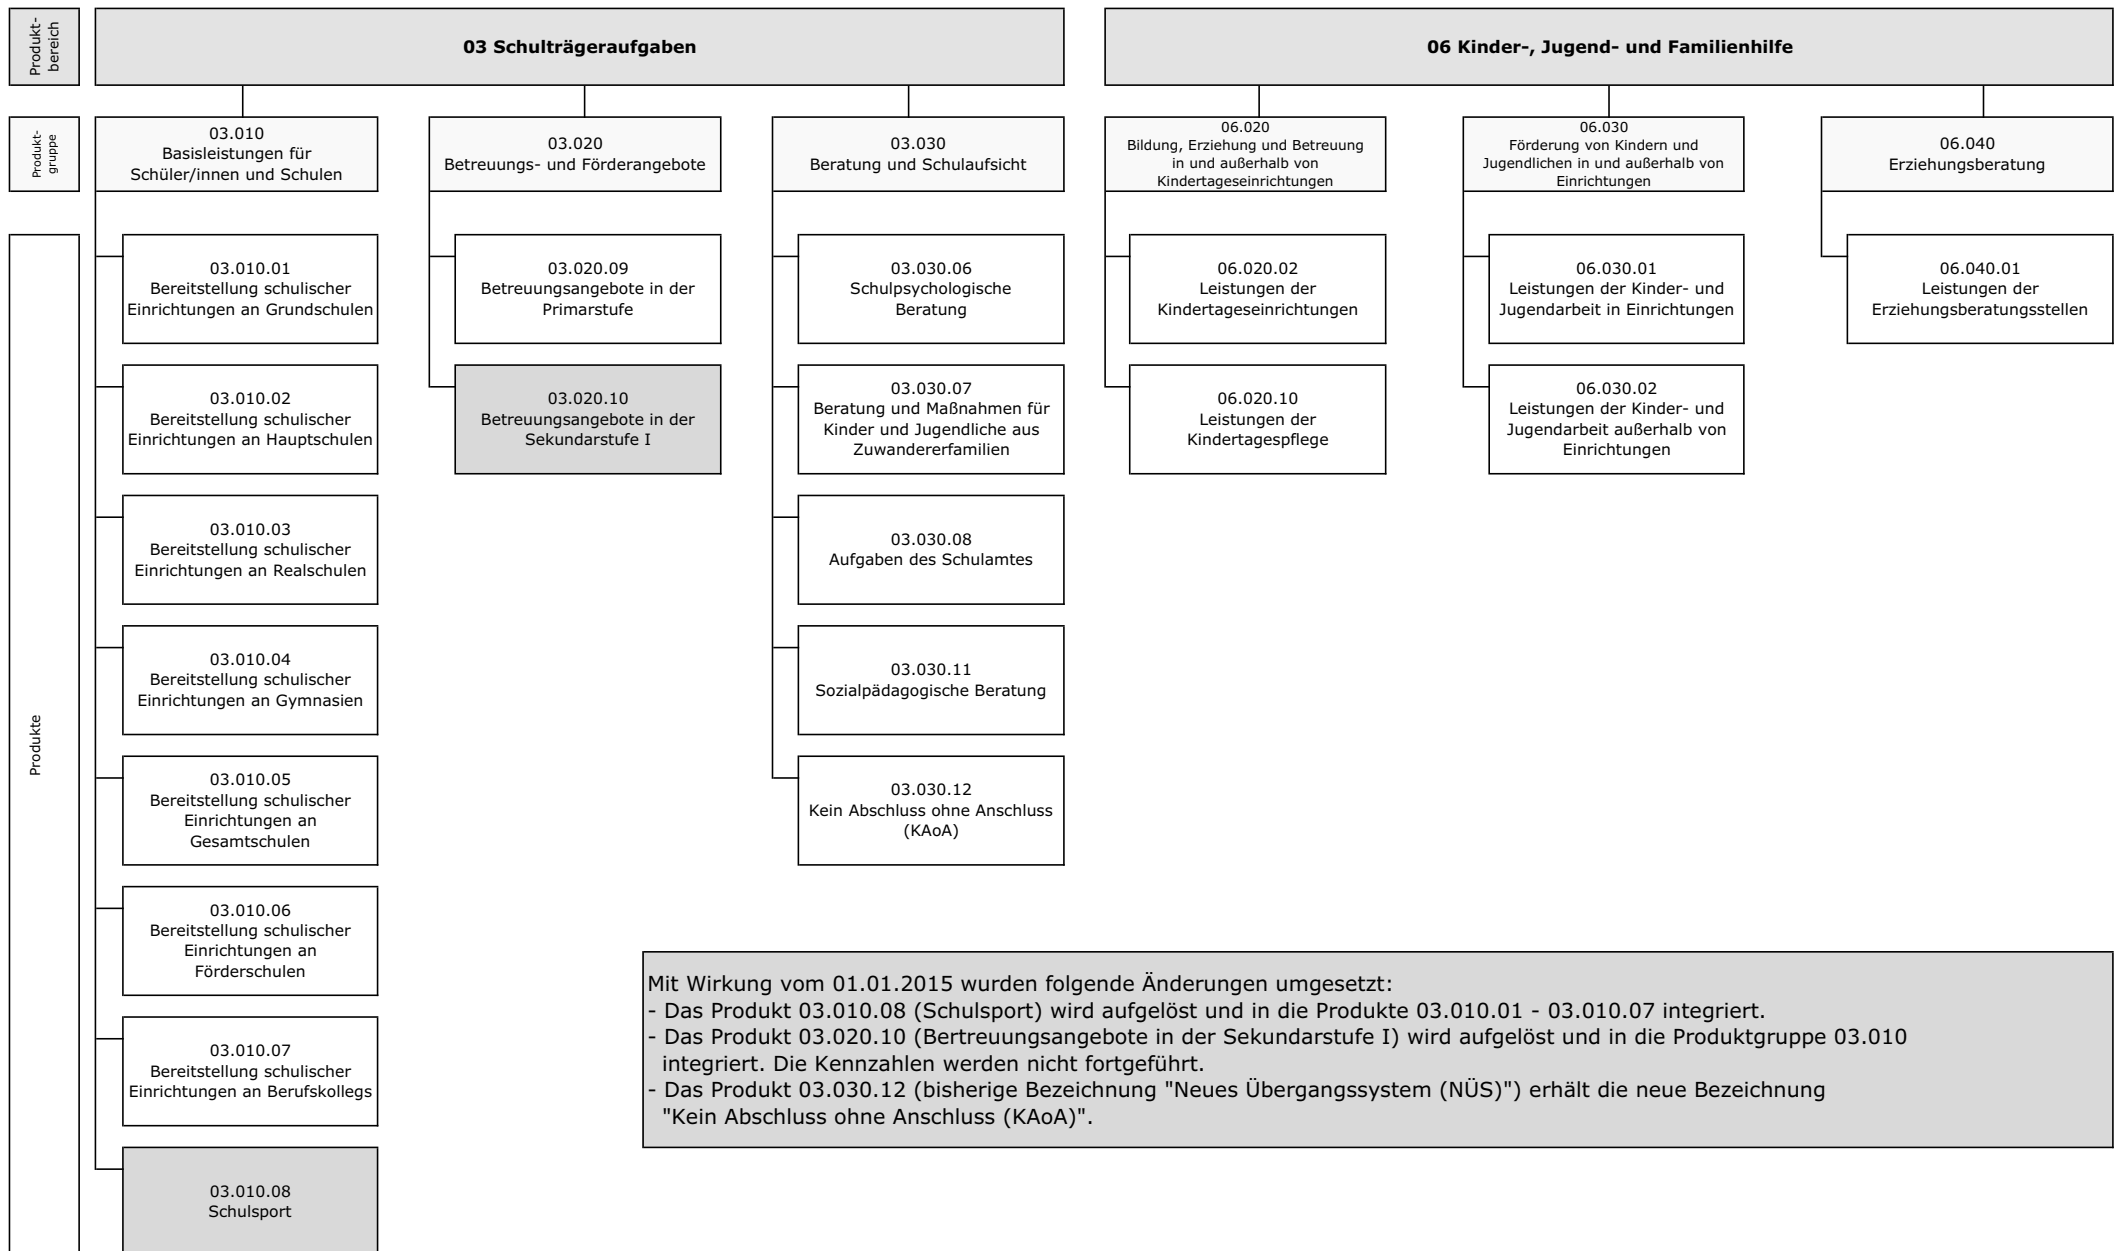 Produkt-
bereich
03 Schulträgeraufgaben
06 Kinder-, Jugend- und Familienhilfe
Produkt-
gruppe
03.010
Basisleistungen für
Schüler/innen und Schulen
03.020
Betreuungs- und Förderangebote
03.030
Beratung und Schulaufsicht
06.020
Bildung, Erziehung und Betreuung
in und außerhalb von
Kindertageseinrichtungen
06.030
Förderung von Kindern und
Jugendlichen in und außerhalb von
Einrichtungen
06.040
Erziehungsberatung
Produkte
03.010.01
Bereitstellung schulischer
Einrichtungen an Grundschulen
03.020.09
Betreuungsangebote in der
Primarstufe
03.030.06
Schulpsychologische
Beratung
06.020.02
Leistungen der
Kindertageseinrichtungen
06.030.01
Leistungen der Kinder- und
Jugendarbeit in Einrichtungen
06.040.01
Leistungen der
Erziehungsberatungsstellen
03.010.02
Bereitstellung schulischer
Einrichtungen an Hauptschulen
03.020.10
Betreuungsangebote in der
Sekundarstufe I
03.030.07
Beratung und Maßnahmen für
Kinder und Jugendliche aus
Zuwandererfamilien
06.020.10
Leistungen der
Kindertagespflege
06.030.02
Leistungen der Kinder- und
Jugendarbeit außerhalb von
Einrichtungen
03.010.03
Bereitstellung schulischer
Einrichtungen an Realschulen
03.030.08
Aufgaben des Schulamtes
03.010.04
Bereitstellung schulischer
Einrichtungen an Gymnasien
03.030.11
Sozialpädagogische Beratung
03.010.05
Bereitstellung schulischer
Einrichtungen an
Gesamtschulen
03.030.12
Kein Abschluss ohne Anschluss
(KAoA)
03.010.06
Bereitstellung schulischer
Einrichtungen an
Förderschulen
03.010.07
Bereitstellung schulischer
Einrichtungen an Berufskollegs
03.010.08
Schulsport
Mit Wirkung vom 01.01.2015 wurden folgende Änderungen umgesetzt:
- Das Produkt 03.010.08 (Schulsport) wird aufgelöst und in die Produkte 03.010.01 - 03.010.07 integriert.
- Das Produkt 03.020.10 (Bertreuungsangebote in der Sekundarstufe I) wird aufgelöst und in die Produktgruppe 03.010
integriert. Die Kennzahlen werden nicht fortgeführt.
- Das Produkt 03.030.12 (bisherige Bezeichnung "Neues Übergangssystem (NÜS)") erhält die neue Bezeichnung
"Kein Abschluss ohne Anschluss (KAoA)".